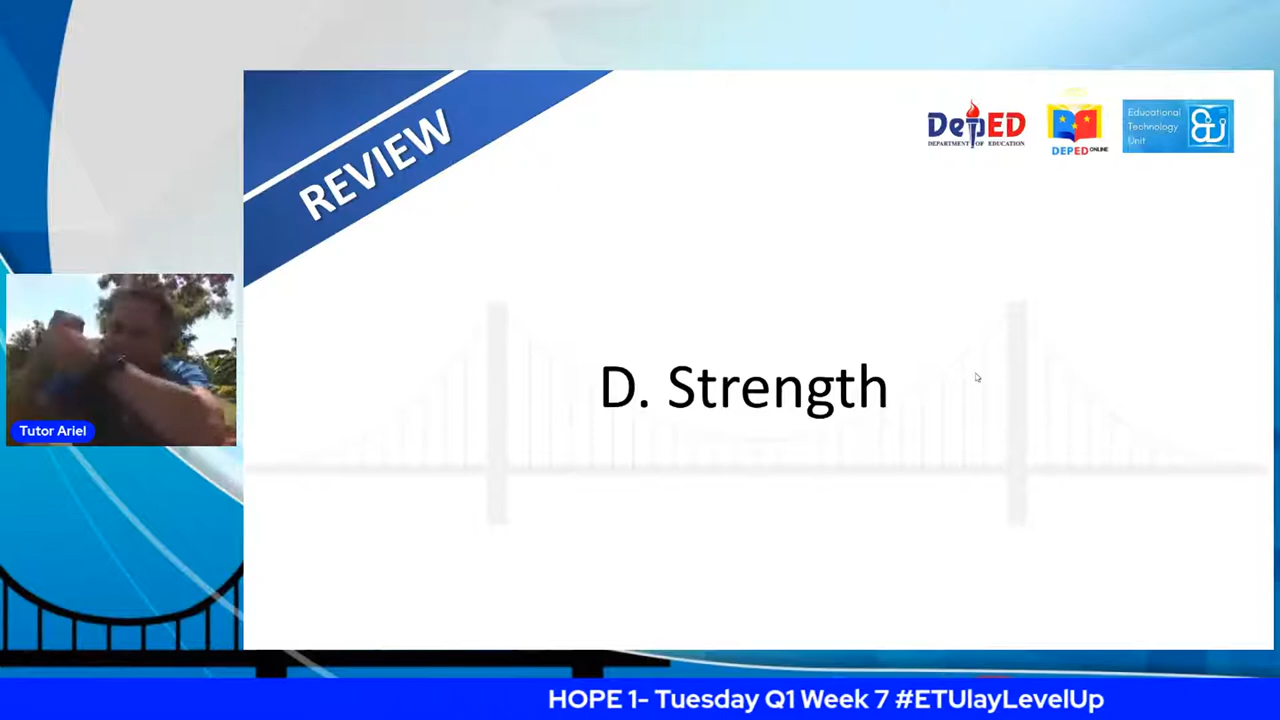 REVIEW
DepED
DEPARTMENT OF EDUCATION
DEPED ONLINE
Educational
Technology
Unit
D. Strength
Tutor Ariel
HOPE 1- Tuesday Q1 Week 7 #ETUlayLevelUp